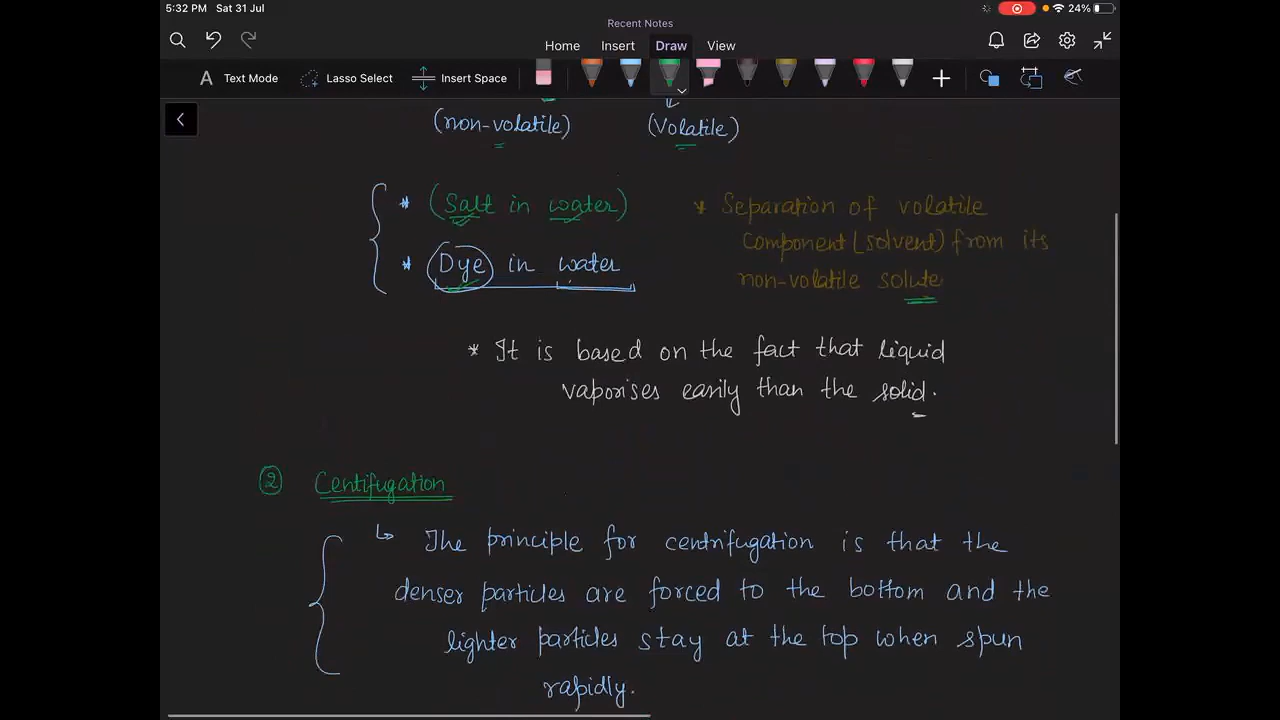 5:32 PM Sat 31 Jul
24%
Recent Notes
Home Insert Draw View
A Text Mode Lasso Select Insert Space
(non-volatile) (Volatile)
* (Salt in water)
* Dye in water
* Separation of volatile
component (solvent) from its
non-volatile solute
* It is based on the fact that liquid
vaporises easily than the solid.
② Centifugation
↳ The principle for centrifugation is that the
denser particles are forced to the bottom and the
lighter particles stay at the top when spun
rapidly.